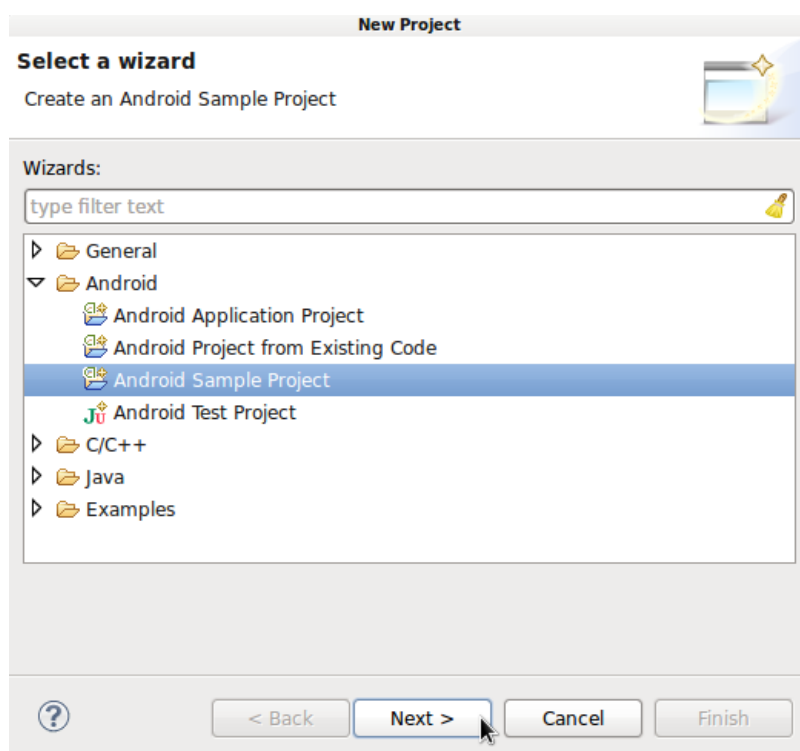 New Project
Select a wizard
Create an Android Sample Project
Wizards:
type filter text
General
Android
Android Application Project
Android Project from Existing Code
Android Sample Project
Ju Android Test Project
C/C++
Java
Examples
? < Back Next > Cancel Finish